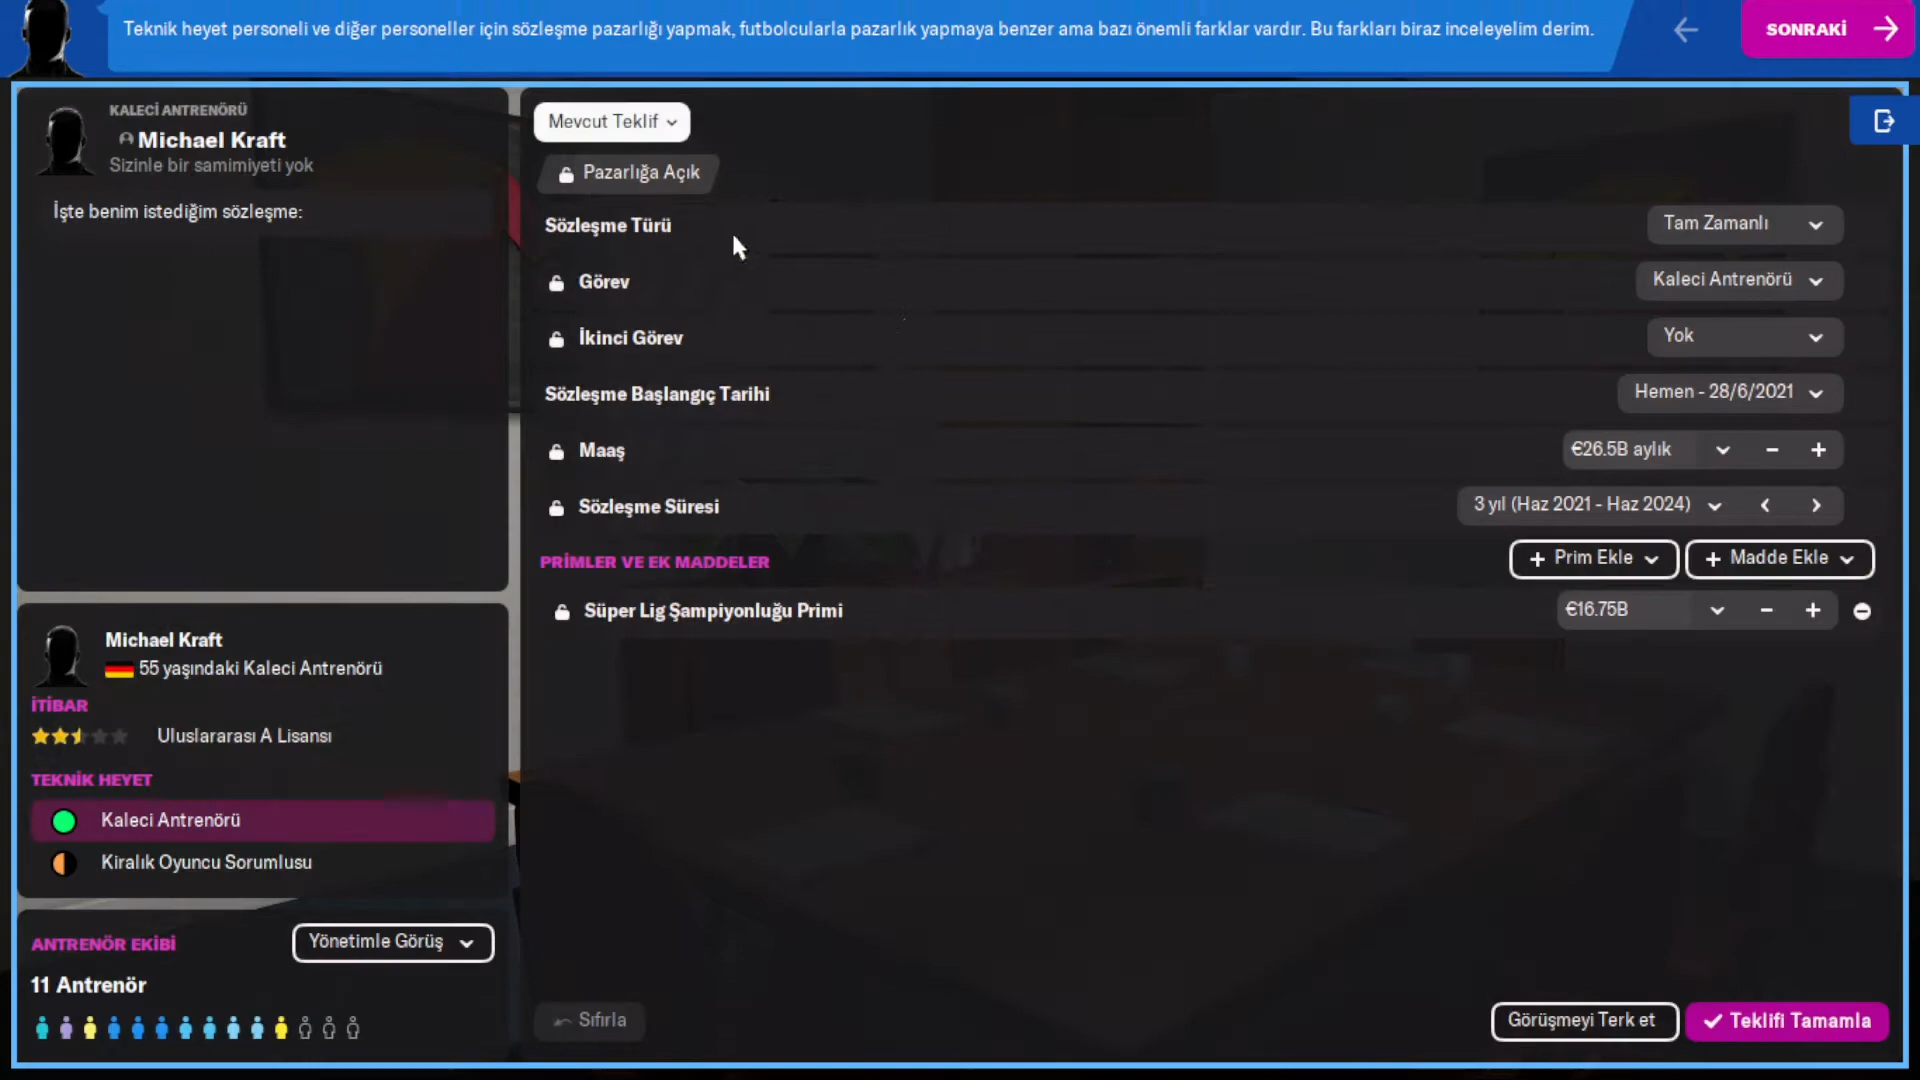 Teknik heyet personeli ve diğer personeller için sözleşme pazarlığı yapmak, futbolcularla pazarlık yapmaya benzer ama bazı önemli farklar vardır. Bu farkları biraz inceleyelim derim.
SONRAKİ
KALECİ ANTRENÖRÜ
Michael Kraft
Sizinle bir samimiyeti yok
İşte benim istediğim sözleşme:
Mevcut Teklif
Pazarlığa Açık
Sözleşme Türü
Tam Zamanlı
Görev
Kaleci Antrenörü
İkinci Görev
Yok
Sözleşme Başlangıç Tarihi
Hemen - 28/6/2021
Maaş
€26.5B aylık
Sözleşme Süresi
3 yıl (Haz 2021 - Haz 2024)
PRİMLER VE EK MADDELER
+ Prim Ekle
+ Madde Ekle
Süper Lig Şampiyonluğu Primi
€16.75B
Michael Kraft
55 yaşındaki Kaleci Antrenörü
İTİBAR
Uluslararası A Lisansı
TEKNİK HEYET
Kaleci Antrenörü
Kiralık Oyuncu Sorumlusu
ANTRENÖR EKİBİ
Yönetimle Görüş
11 Antrenör
Sıfırla
Görüşmeyi Terk et
Teklifi Tamamla